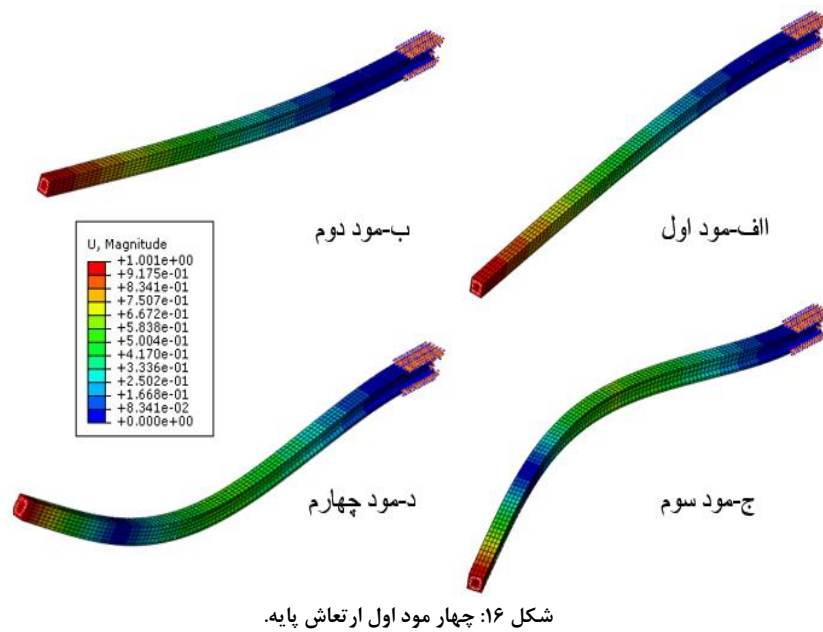 ب-مود دوم
االف-مود اول
U, Magnitude
+1.001e+00
+9.175e-01
+8.341e-01
+7.507e-01
+6.672e-01
+5.838e-01
+5.004e-01
+4.170e-01
+3.336e-01
+2.502e-01
+1.668e-01
+8.341e-02
+0.000e+00
د-مود چهارم
ج-مود سوم
شکل ۱۶: چهار مود اول ارتعاش پایه.